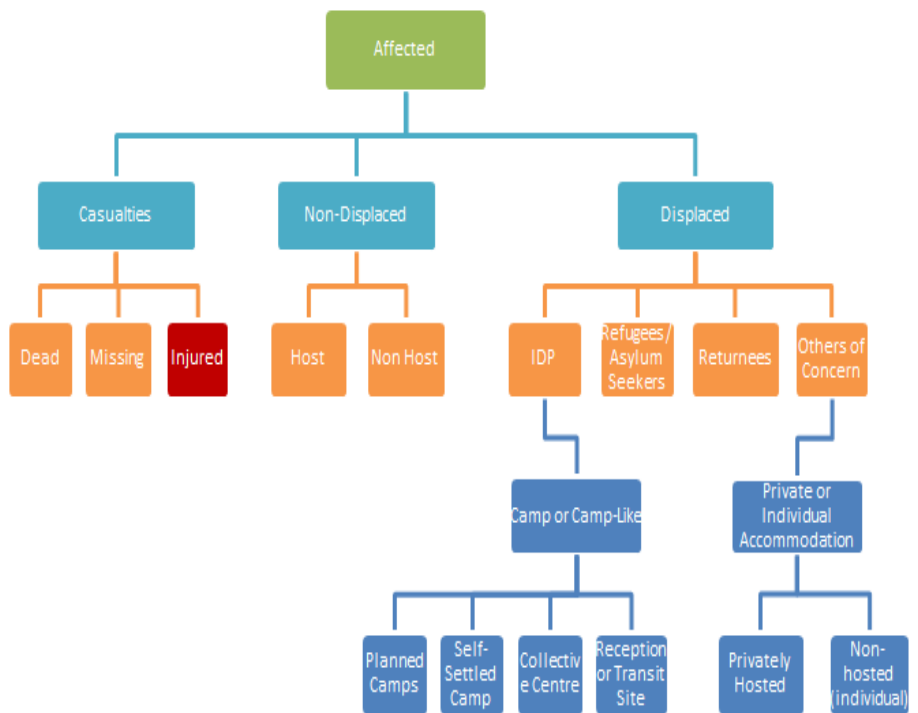 Affected
Casualties
Non-Displaced
Displaced
Dead
Missing
Injured
Host
Non Host
IDP
Refugees/
Asylum
Seekers
Returnees
Others of
Concern
Camp or Camp-Like
Private or
Individual
Accommodation
Planned
Camps
Self-
Settled
Camp
Collectiv
e Centre
Reception
or Transit
Site
Privately
Hosted
Non-
hosted
(individual)